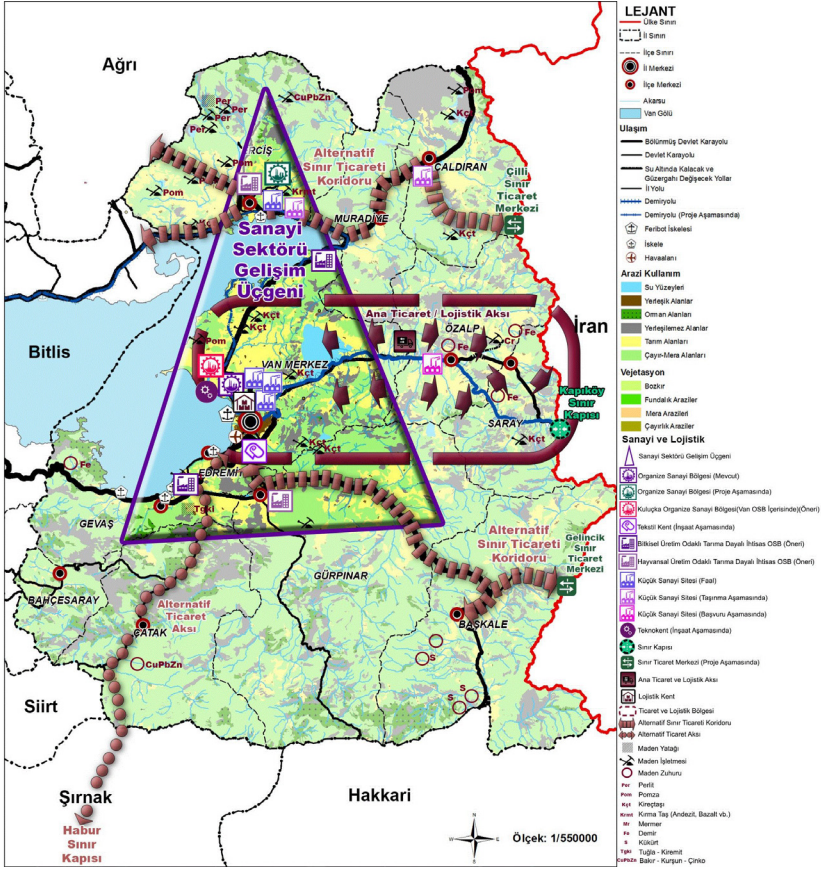 Ağrı
Per
Per
Per
Per
CuPbZn
Pom
Kçt
ERCİŞ
Alternatif
Sınır Ticareti
Koridoru
ÇALDIRAN
Çilli
Sınır
Ticaret
Merkezi
Pom
Pom
Krmt
MURADİYE
Kçt
Sanayi
Sektörü
Gelişim
Üçgeni
Ana Ticaret / Lojistik Aksı
İran
Kçt
Kçt
Pom
ÖZALP
Fe
Fe
Cr
Bitlis
VAN MERKEZ
Kçt
Fe
Kapıköy
Sınır
Kapısı
SARAY
Kçt
Kçt
Kçt
Fe
EDREMİT
Tgkl
GEVAŞ
Alternatif
Sınır Ticareti
Koridoru
Gelincik
Sınır
Ticaret
Merkezi
GÜRPINAR
BAHÇESARAY
Alternatif
Ticaret
Aksı
ÇATAK
BAŞKALE
CuPbZn
S
S
S
Siirt
Şırnak
Hakkari
Habur
Sınır
Kapısı
Ölçek: 1/550000
LEJANT
Ülke Sınırı
İl Sınırı
İlçe Sınırı
İl Merkezi
İlçe Merkezi
Akarsu
Van Gölü
Ulaşım
Bölünmüş Devlet Karayolu
Devlet Karayolu
Su Altında Kalacak ve
Güzergahı Değişecek Yollar
İl Yolu
Demiryolu
Demiryolu (Proje Aşamasında)
Feribot İskelesi
İskele
Havaalanı
Arazi Kullanım
Su Yüzeyleri
Yerleşik Alanlar
Orman Alanları
Yerleşilemez Alanlar
Tarım Alanları
Çayır-Mera Alanları
Vejetasyon
Bozkır
Fundalık Araziler
Mera Arazileri
Çayırlık Araziler
Sanayi ve Lojistik
Sanayi Sektörü Gelişim Üçgeni
Organize Sanayi Bölgesi (Mevcut)
Organize Sanayi Bölgesi (Proje Aşamasında)
Kuluçka Organize Sanayi Bölgesi(Van OSB İçerisinde)(Öneri)
Tekstil Kent (İnşaat Aşamasında)
Bitkisel Üretim Odaklı Tarıma Dayalı İhtisas OSB (Öneri)
Hayvansal Üretim Odaklı Tarıma Dayalı İhtisas OSB (Öneri)
Küçük Sanayi Sitesi (Faal)
Küçük Sanayi Sitesi (Taşınma Aşamasında)
Küçük Sanayi Sitesi (Başvuru Aşamasında)
Teknokent (İnşaat Aşamasında)
Sınır Kapısı
Sınır Ticaret Merkezi (Proje Aşamasında)
Ana Ticaret ve Lojistik Aksı
Lojistik Kent
Ticaret ve Lojistik Bölgesi
Alternatif Sınır Ticareti Koridoru
Alternatif Ticaret Aksı
Maden Yatağı
Maden İşletmesi
Maden Zuhuru
Per Perlit
Pom Pomza
Kçt Kireçtaşı
Krmt Kırma Taş (Andezit, Bazalt vb.)
Mr Mermer
Fe Demir
S Kükürt
Tgkl Tuğla - Kiremit
CuPbZn Bakır - Kurşun - Çinko